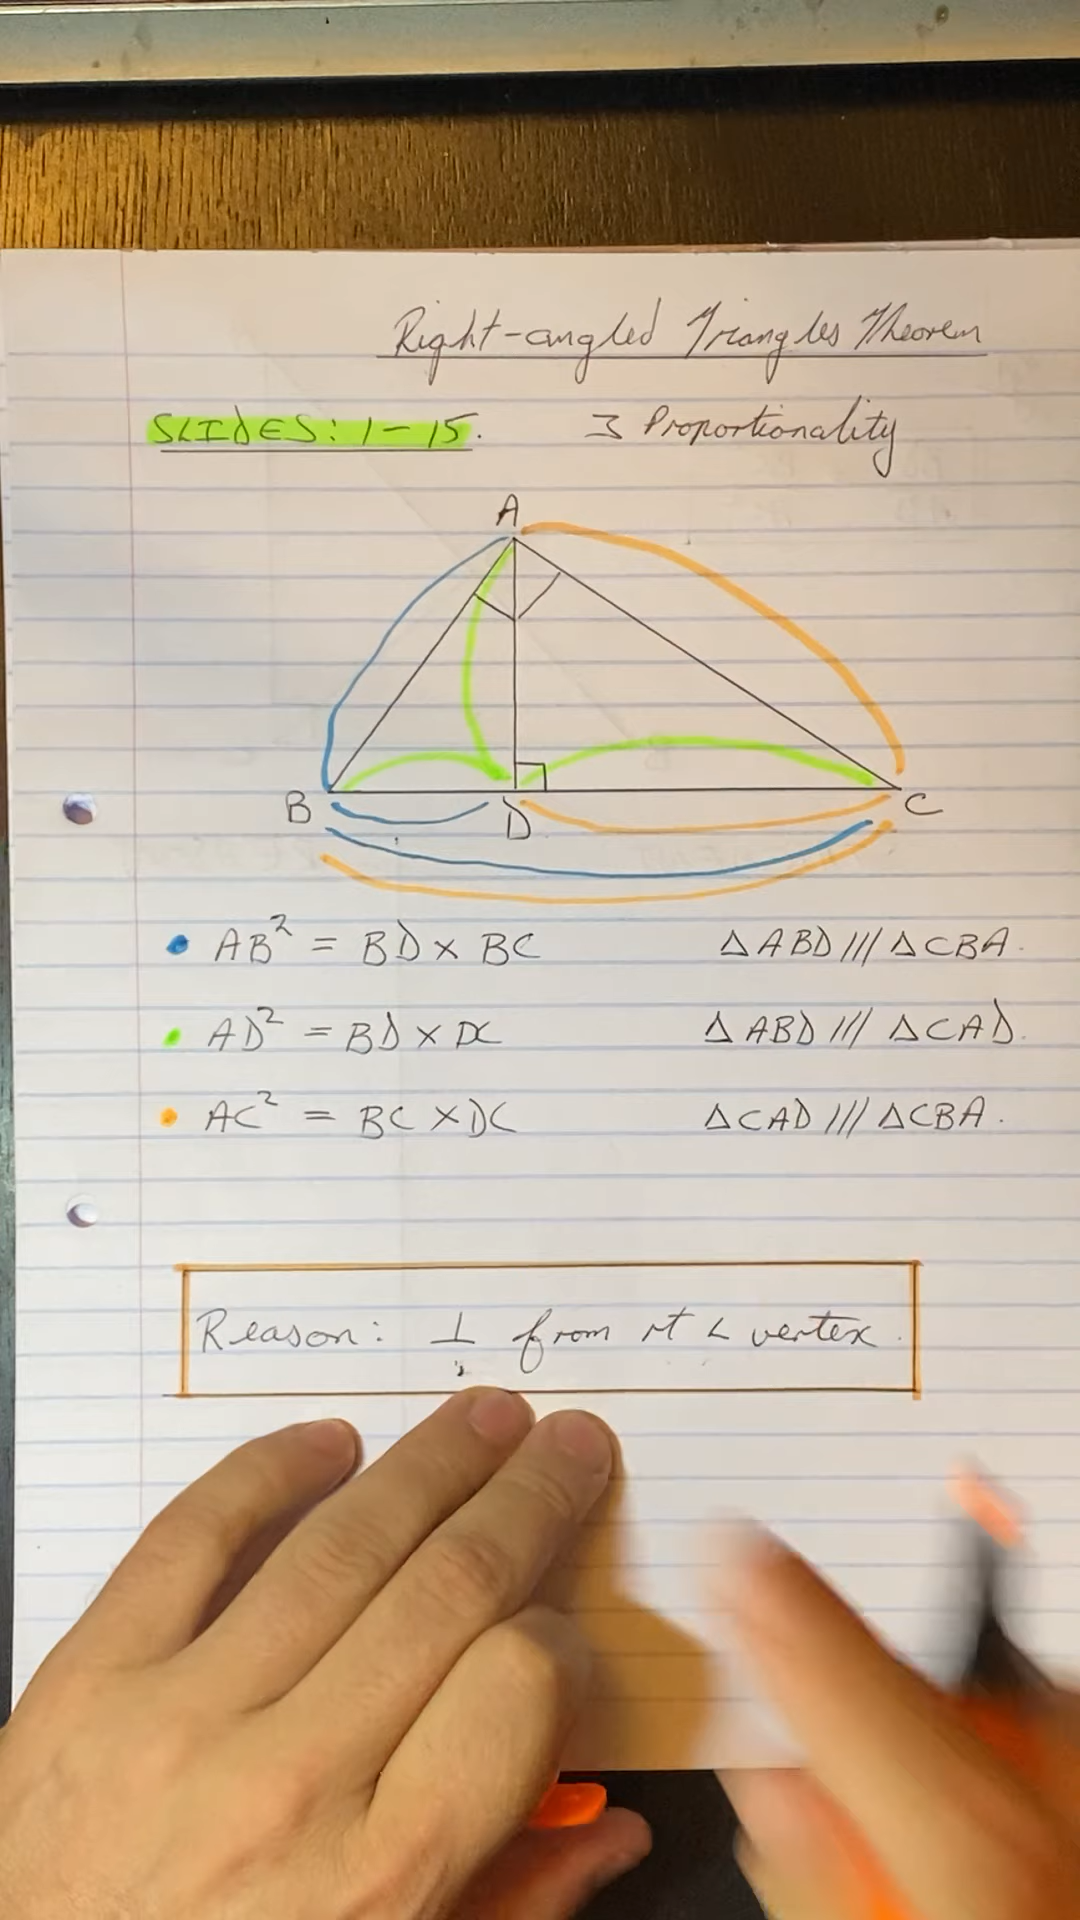 Right-angled Triangles Theorem
SLIDES: 1-15. 3 Proportionality
A
B D C
• AB² = BD × BC △ABD /// △CBA.
• AD² = BD × DC △ABD /// △CAD.
• AC² = BC × DC △CAD /// △CBA.
Reason: ⊥ from rt < vertex.